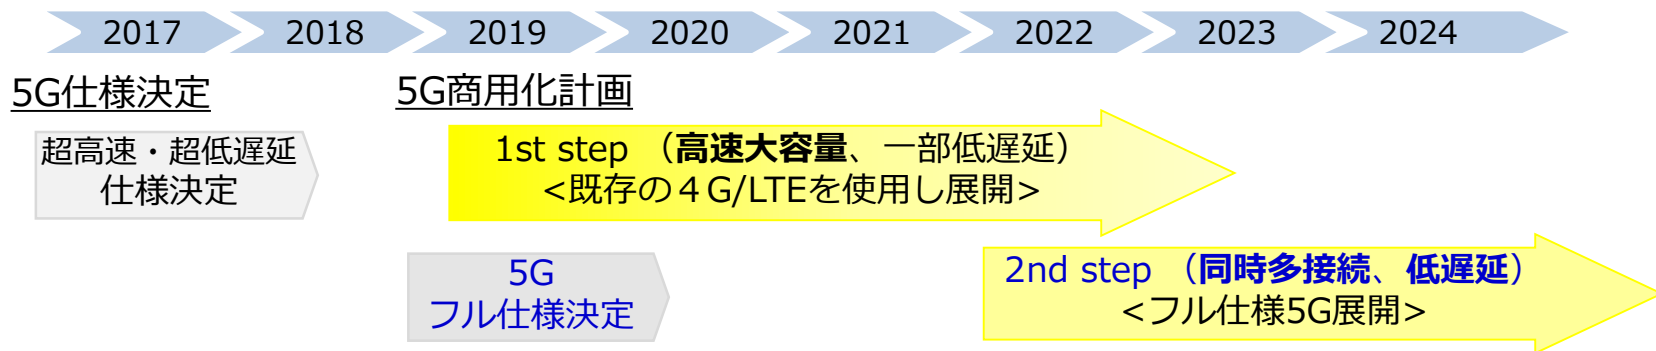 2017 2018 2019 2020 2021 2022 2023 2024
5G仕様決定
5G商用化計画
超高速・超低遅延
仕様決定
1st step （高速大容量、一部低遅延）
<既存の４G/LTEを使用し展開>
5G
フル仕様決定
2nd step （同時多接続、低遅延）
<フル仕様5G展開>